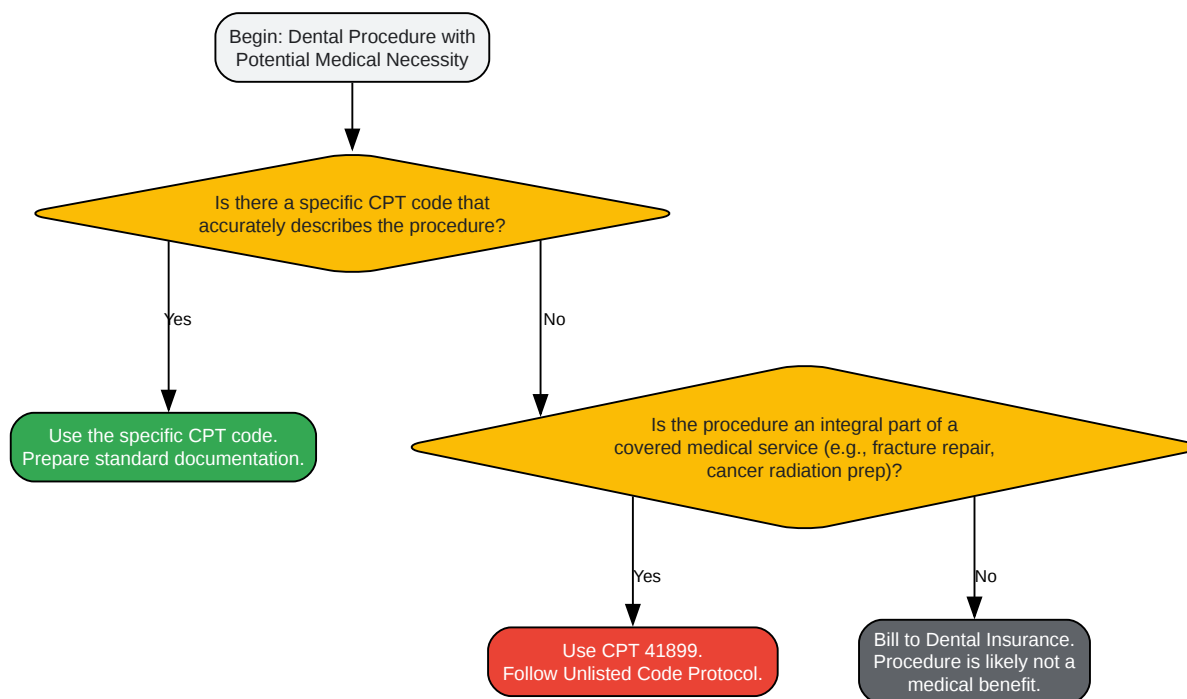 Begin: Dental Procedure with
Potential Medical Necessity
Is there a specific CPT code that
accurately describes the procedure?
Yes
No
Use the specific CPT code.
Prepare standard documentation.
Is the procedure an integral part of a
covered medical service (e.g., fracture repair,
cancer radiation prep)?
Yes
No
Use CPT 41899.
Follow Unlisted Code Protocol.
Bill to Dental Insurance.
Procedure is likely not a
medical benefit.